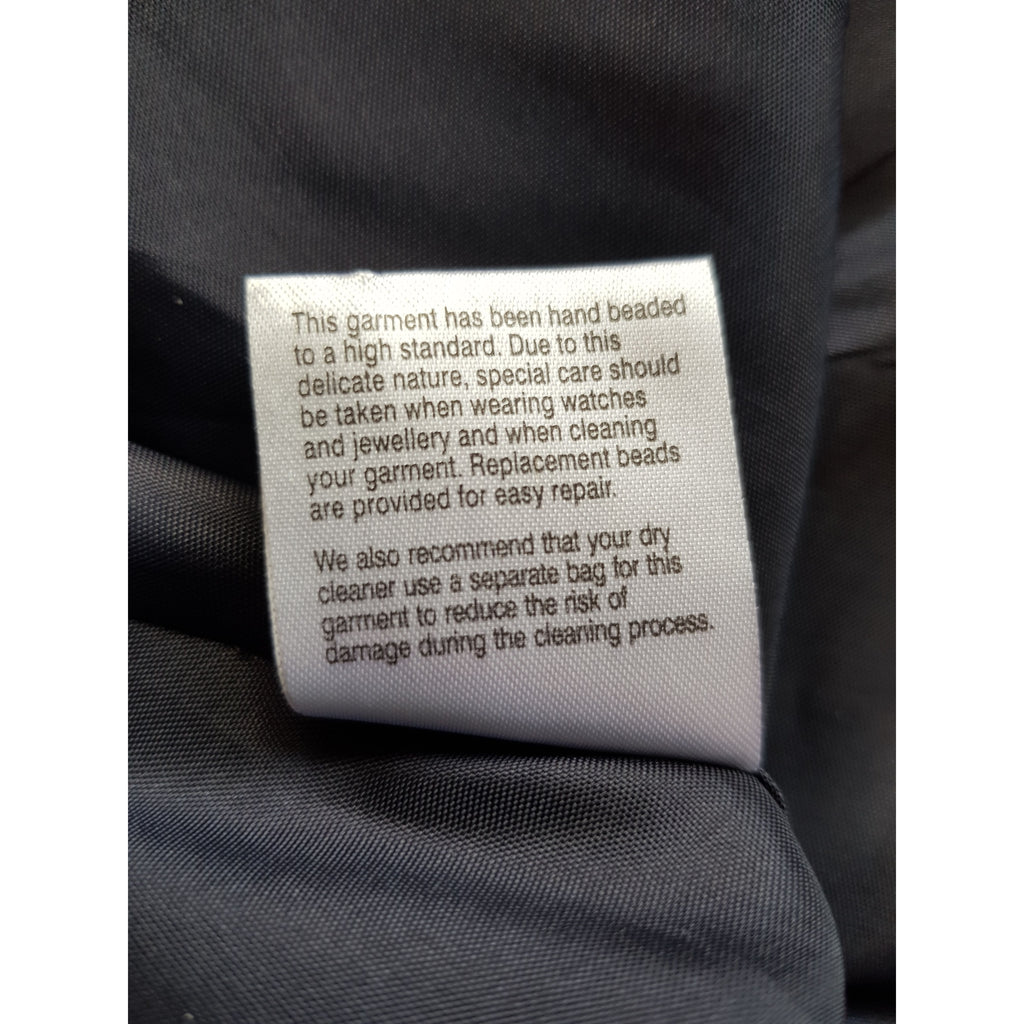 This garment has been hand beaded
to a high standard. Due to this
delicate nature, special care should
be taken when wearing watches
and jewellery and when cleaning
your garment. Replacement beads
are provided for easy repair.
We also recommend that your dry
cleaner use a separate bag for this
garment to reduce the risk of
damage during the cleaning process.